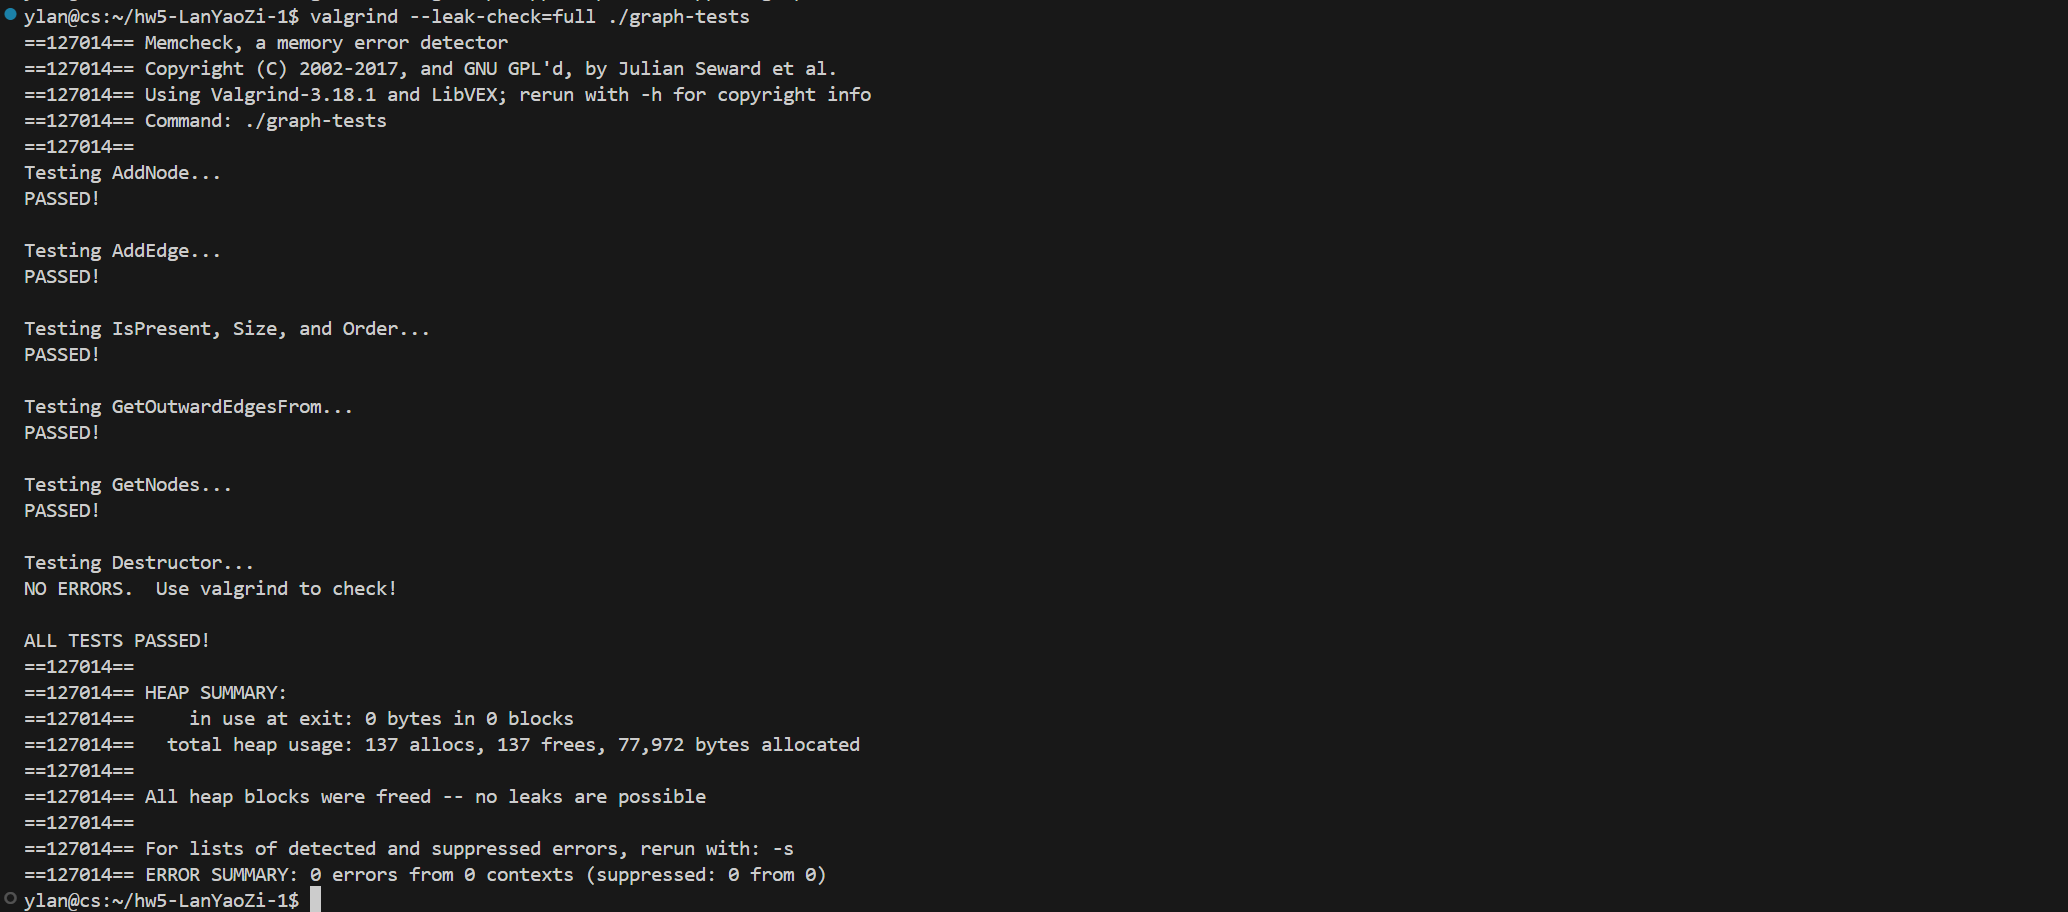 ylan@cs:~/hw5-LanYaoZi-1$ valgrind --leak-check=full ./graph-tests
==127014== Memcheck, a memory error detector
==127014== Copyright (C) 2002-2017, and GNU GPL'd, by Julian Seward et al.
==127014== Using Valgrind-3.18.1 and LibVEX; rerun with -h for copyright info
==127014== Command: ./graph-tests
==127014==
Testing AddNode...
PASSED!
Testing AddEdge...
PASSED!
Testing IsPresent, Size, and Order...
PASSED!
Testing GetOutwardEdgesFrom...
PASSED!
Testing GetNodes...
PASSED!
Testing Destructor...
NO ERRORS.  Use valgrind to check!
ALL TESTS PASSED!
==127014==
==127014== HEAP SUMMARY:
==127014==     in use at exit: 0 bytes in 0 blocks
==127014==   total heap usage: 137 allocs, 137 frees, 77,972 bytes allocated
==127014==
==127014== All heap blocks were freed -- no leaks are possible
==127014==
==127014== For lists of detected and suppressed errors, rerun with: -s
==127014== ERROR SUMMARY: 0 errors from 0 contexts (suppressed: 0 from 0)
ylan@cs:~/hw5-LanYaoZi-1$